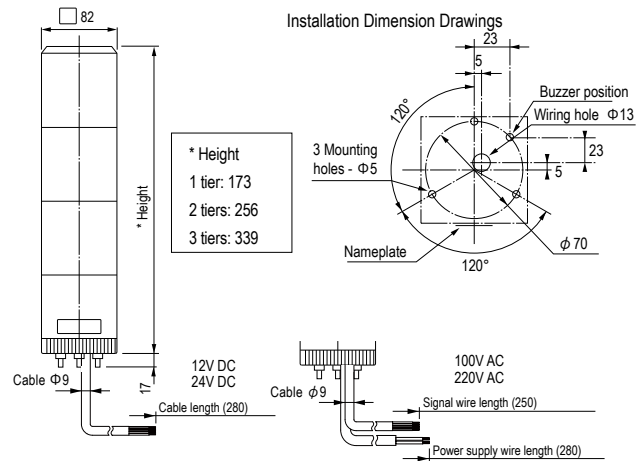 Installation Dimension Drawings
82
23
5
120°
Buzzer position
Wiring hole Φ13
3 Mounting
holes - Φ5
23
5
* Height
* Height
1 tier: 173
2 tiers: 256
3 tiers: 339
Nameplate
120°
ϕ 70
12V DC
24V DC
100V AC
220V AC
Cable Φ9
17
Cable length (280)
Cable ϕ9
Signal wire length (250)
Power supply wire length (280)